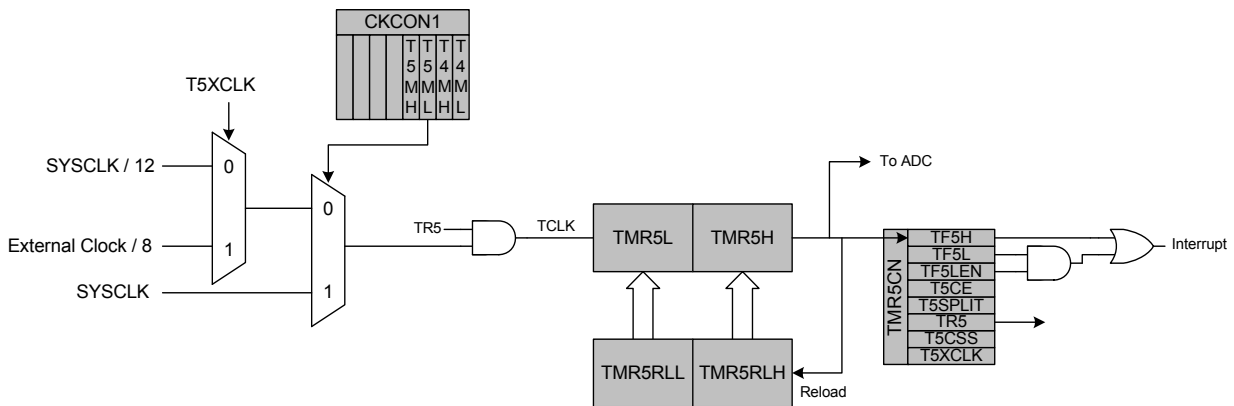 CKCON1
T5MH
T5ML
T4MH
T4ML
T5XCLK
SYSCLK / 12
0
External Clock / 8
1
SYSCLK
0
1
TR5
TCLK
TMR5L
TMR5H
To ADC
TMR5RLL
TMR5RLH
Reload
TMR5CN
TF5H
TF5L
TF5LEN
T5CE
T5SPLIT
TR5
T5CSS
T5XCLK
Interrupt